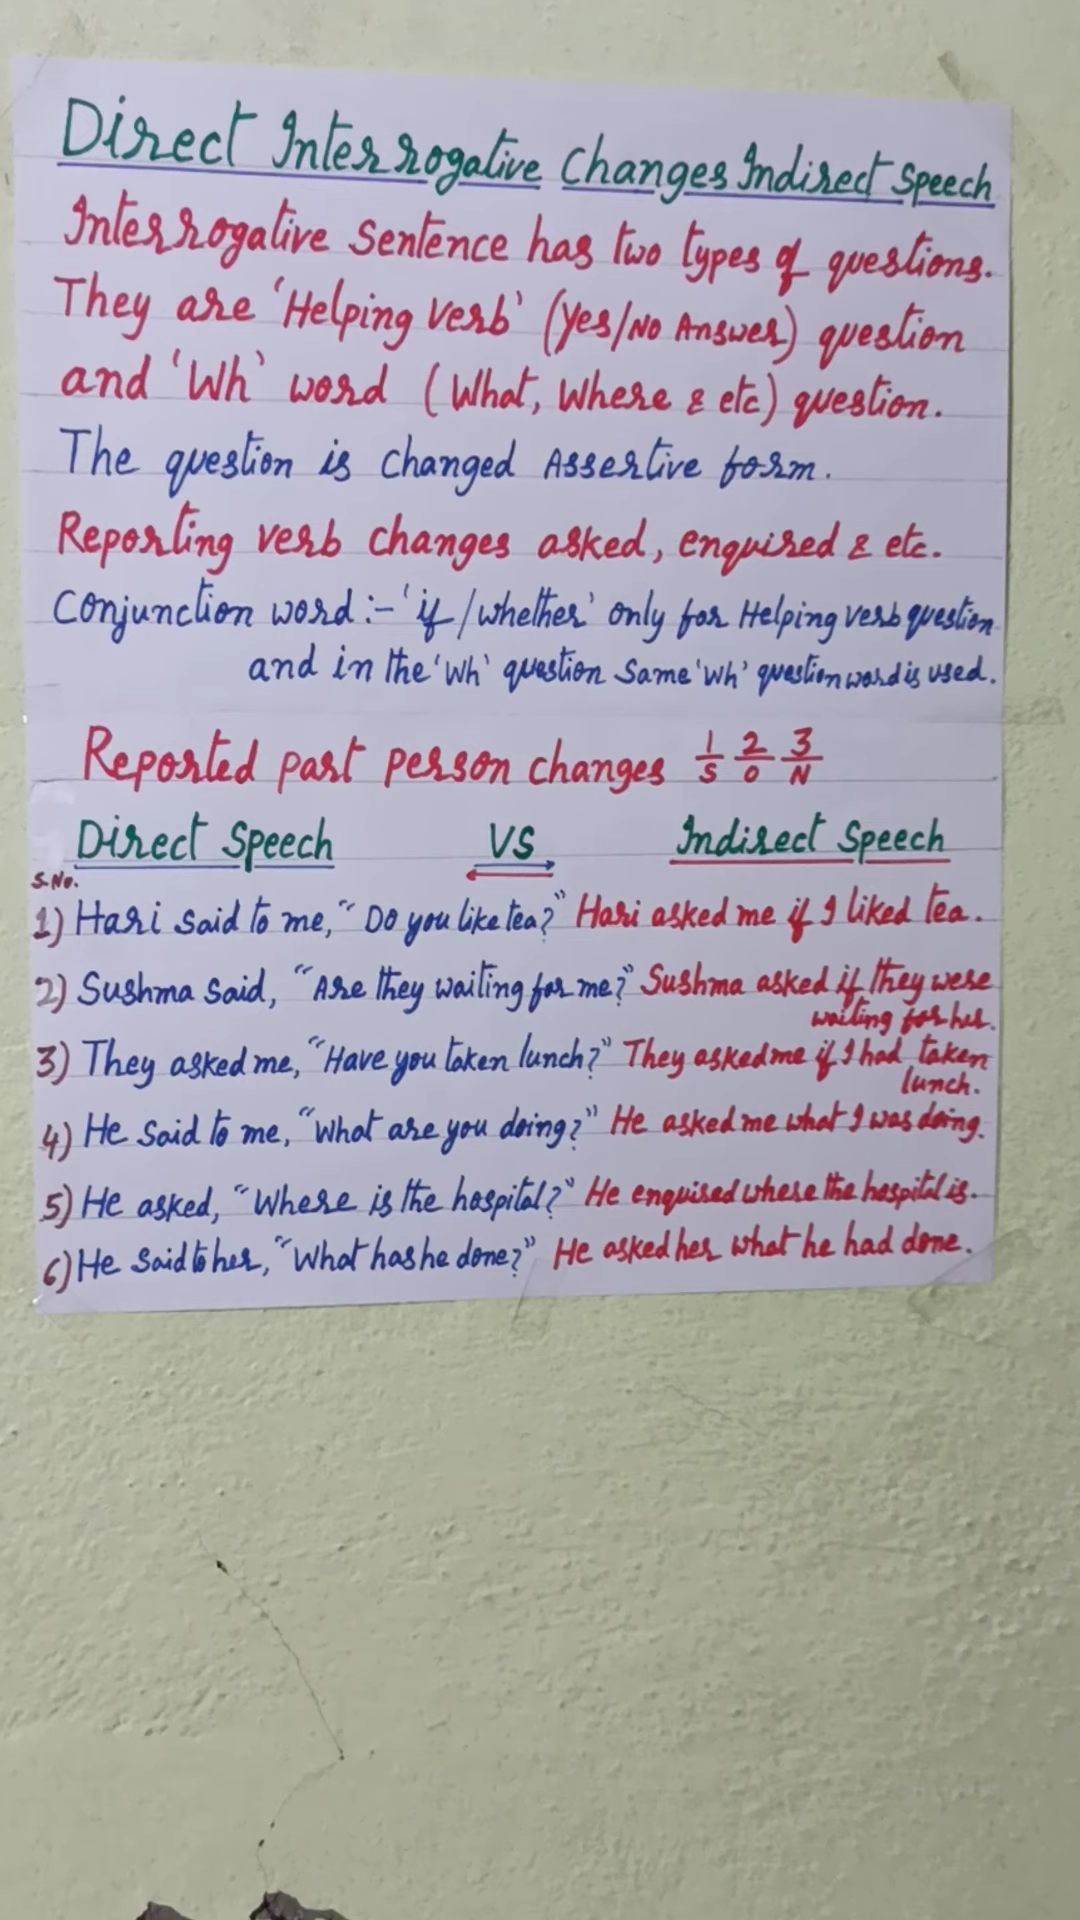 Direct Interrogative Changes Indirect Speech
Interrogative Sentence has two types of questions.
They are 'Helping verb' (Yes/No Answer) question
and 'Wh' word (What, Where & etc) question.
The question is changed Assertive form.
Reporting verb changes asked, enquired & etc.
Conjunction word :- 'if/whether' only for Helping verb question
and in the 'Wh' question same 'Wh' question word is used.
Reported part person changes 1/S 2/O 3/N
Direct Speech VS Indirect Speech
S.No.
1) Hari said to me, "Do you like tea?" Hari asked me if I liked tea.
2) Sushma said, "Are they waiting for me?" Sushma asked if they were
waiting for her.
3) They asked me, "Have you taken lunch?" They asked me if I had taken
lunch.
4) He said to me, "What are you doing?" He asked me what I was doing.
5) He asked, "Where is the hospital?" He enquired where the hospital is.
6) He said to her, "What has he done?" He asked her what he had done.